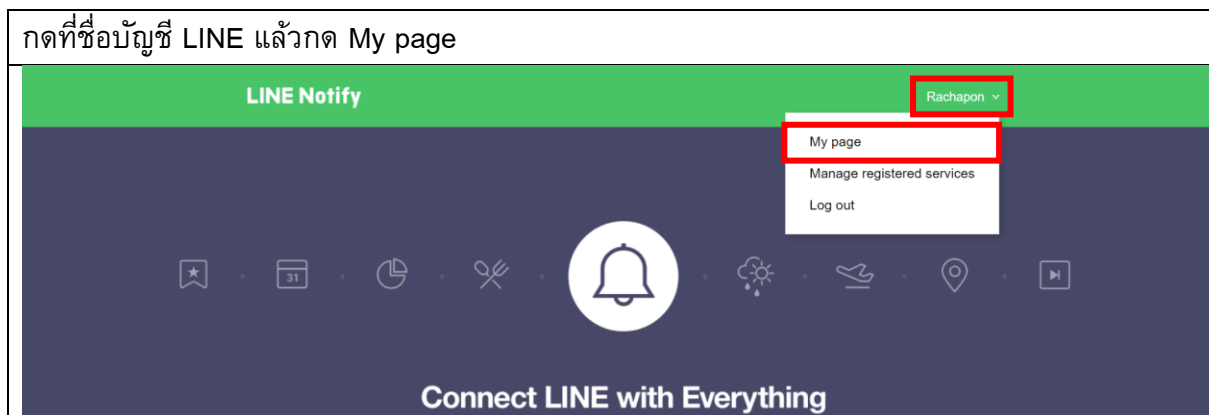 กดที่ชื่อบัญชี LINE แล้วกด My page
LINE Notify
Rachapon
My page
Manage registered services
Log out
31
Connect LINE with Everything